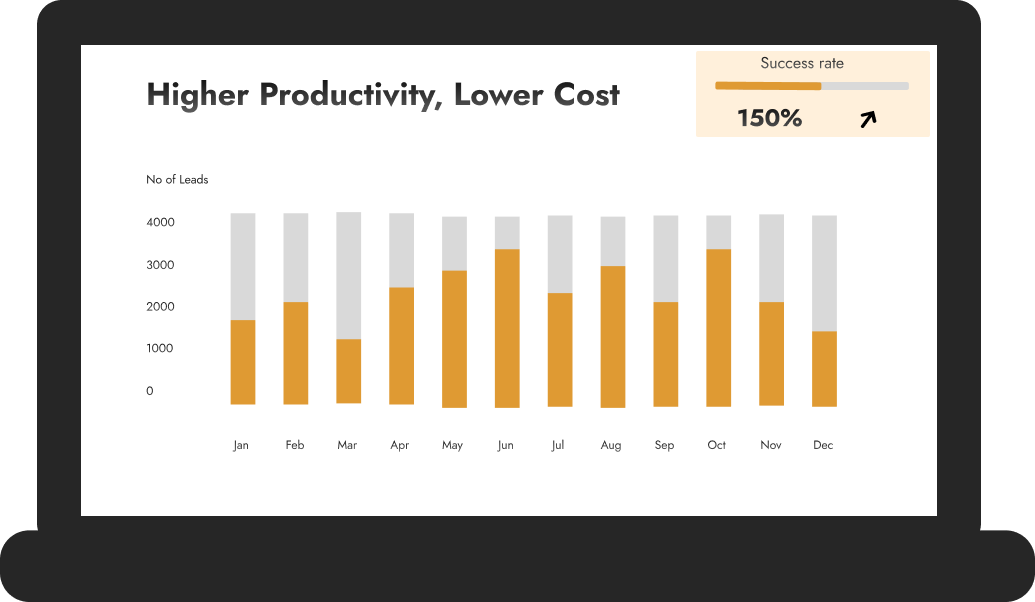 Success rate
Higher Productivity, Lower Cost
150%
No of Leads
4000
3000
2000
1000
0
Jan Feb Mar Apr May Jun Jul Aug Sep Oct Nov Dec